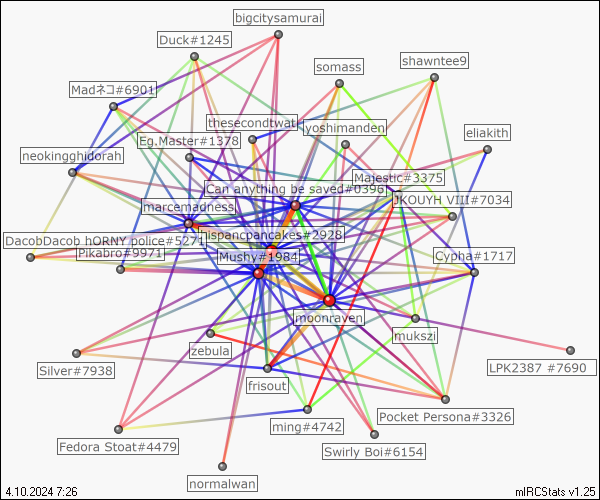 bigcitysamurai
Duck#1245
shawntee9
somass
Madネコ#6901
thesecondtwat
yoshimanden
eliakith
Eg.Master#1378
neokingghidorah
Majestic#3375
Can anything be saved#0396
JKOUYH VIII#7034
marcemadness
hispancpancakes#2928
DacobDacob hORNY police#5271
Pikabro#9971
Mushy#1984
Cypha#1717
moonraven
mukszi
zebula
LPK2387 #7690
Silver#7938
frisout
Pocket Persona#3326
ming#4742
Fedora Stoat#4479
Swirly Boi#6154
normalwan
4.10.2024 7:26
mIRCStats v1.25